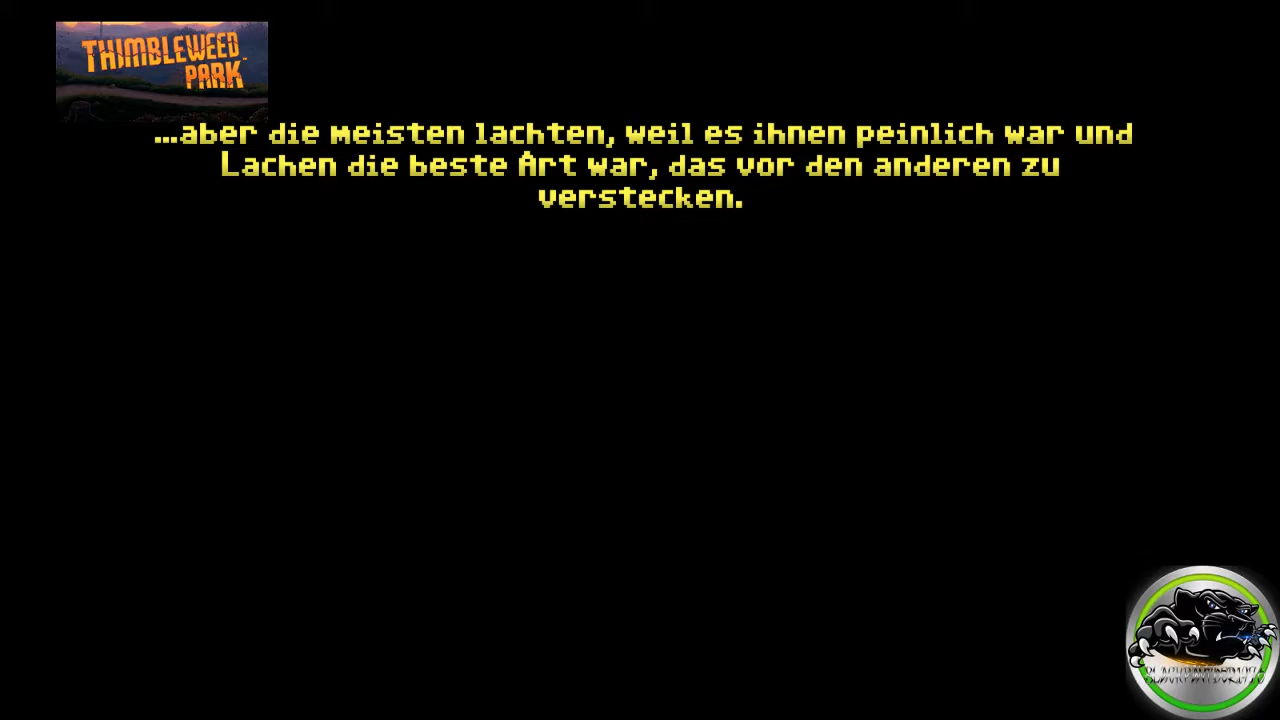 THIMBLEWEED
PARK
...aber die meisten lachten, weil es ihnen peinlich war und
Lachen die beste Art war, das vor den anderen zu
verstecken.